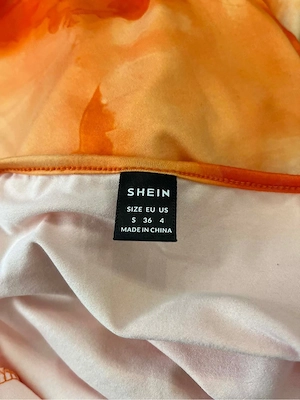 SHEIN
SIZE EU US
S 36 4
MADE IN CHINA